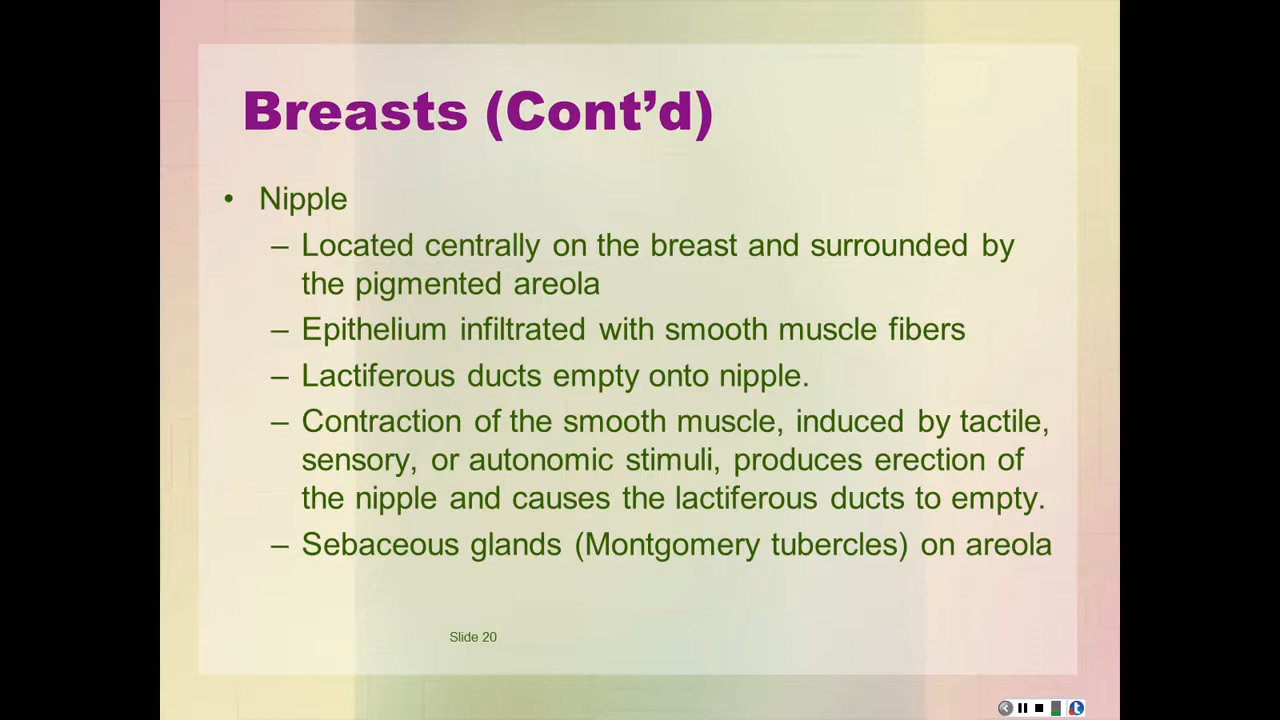 Breasts (Cont’d)
• Nipple
– Located centrally on the breast and surrounded by
the pigmented areola
– Epithelium infiltrated with smooth muscle fibers
– Lactiferous ducts empty onto nipple.
– Contraction of the smooth muscle, induced by tactile,
sensory, or autonomic stimuli, produces erection of
the nipple and causes the lactiferous ducts to empty.
– Sebaceous glands (Montgomery tubercles) on areola
Slide 20